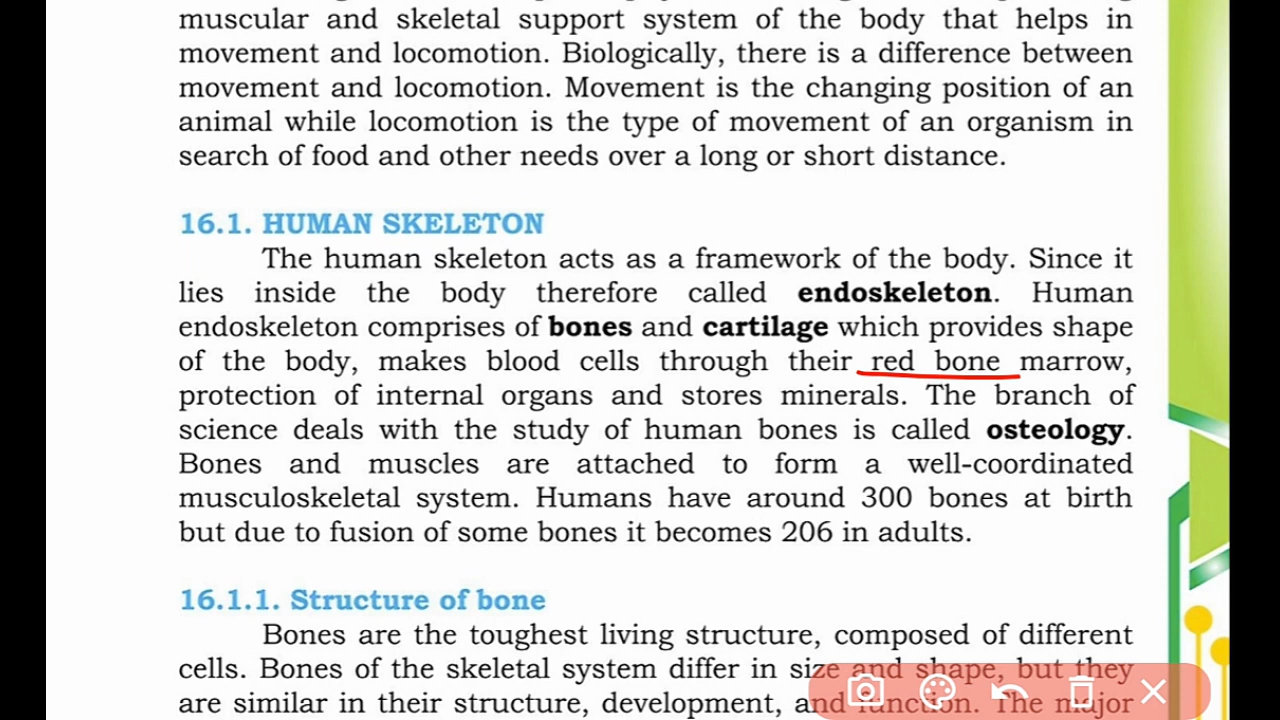 muscular and skeletal support system of the body that helps in
movement and locomotion. Biologically, there is a difference between
movement and locomotion. Movement is the changing position of an
animal while locomotion is the type of movement of an organism in
search of food and other needs over a long or short distance.
16.1. HUMAN SKELETON
The human skeleton acts as a framework of the body. Since it
lies inside the body therefore called endoskeleton. Human
endoskeleton comprises of bones and cartilage which provides shape
of the body, makes blood cells through their red bone marrow,
protection of internal organs and stores minerals. The branch of
science deals with the study of human bones is called osteology.
Bones and muscles are attached to form a well-coordinated
musculoskeletal system. Humans have around 300 bones at birth
but due to fusion of some bones it becomes 206 in adults.
16.1.1. Structure of bone
Bones are the toughest living structure, composed of different
cells. Bones of the skeletal system differ in size and shape, but they
are similar in their structure, development, and function. The major